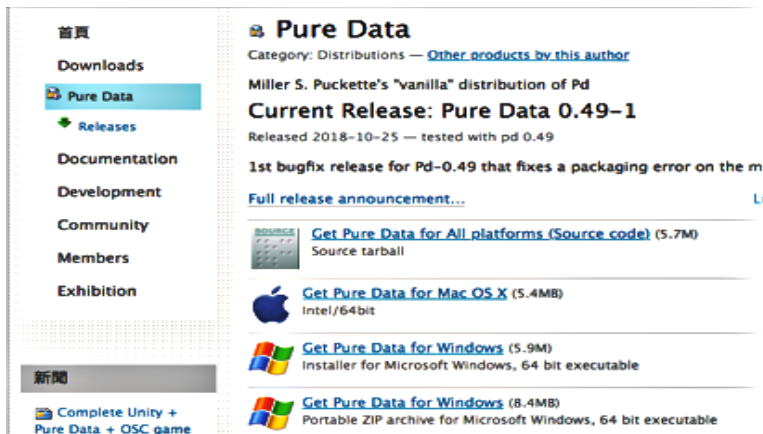 首頁
Downloads
Pure Data
Releases
Documentation
Development
Community
Members
Exhibition
新聞
Complete Unity +
Pure Data + OSC game
Pure Data
Category: Distributions — Other products by this author
Miller S. Puckette's "vanilla" distribution of Pd
Current Release: Pure Data 0.49-1
Released 2018-10-25 — tested with pd 0.49
1st bugfix release for Pd-0.49 that fixes a packaging error on the m
Full release announcement...
SOURCE
Get Pure Data for All platforms (Source code) (5.7M)
Source tarball
Get Pure Data for Mac OS X (5.4MB)
Intel/64bit
Get Pure Data for Windows (5.9M)
Installer for Microsoft Windows, 64 bit executable
Get Pure Data for Windows (8.4MB)
Portable ZIP archive for Microsoft Windows, 64 bit executable